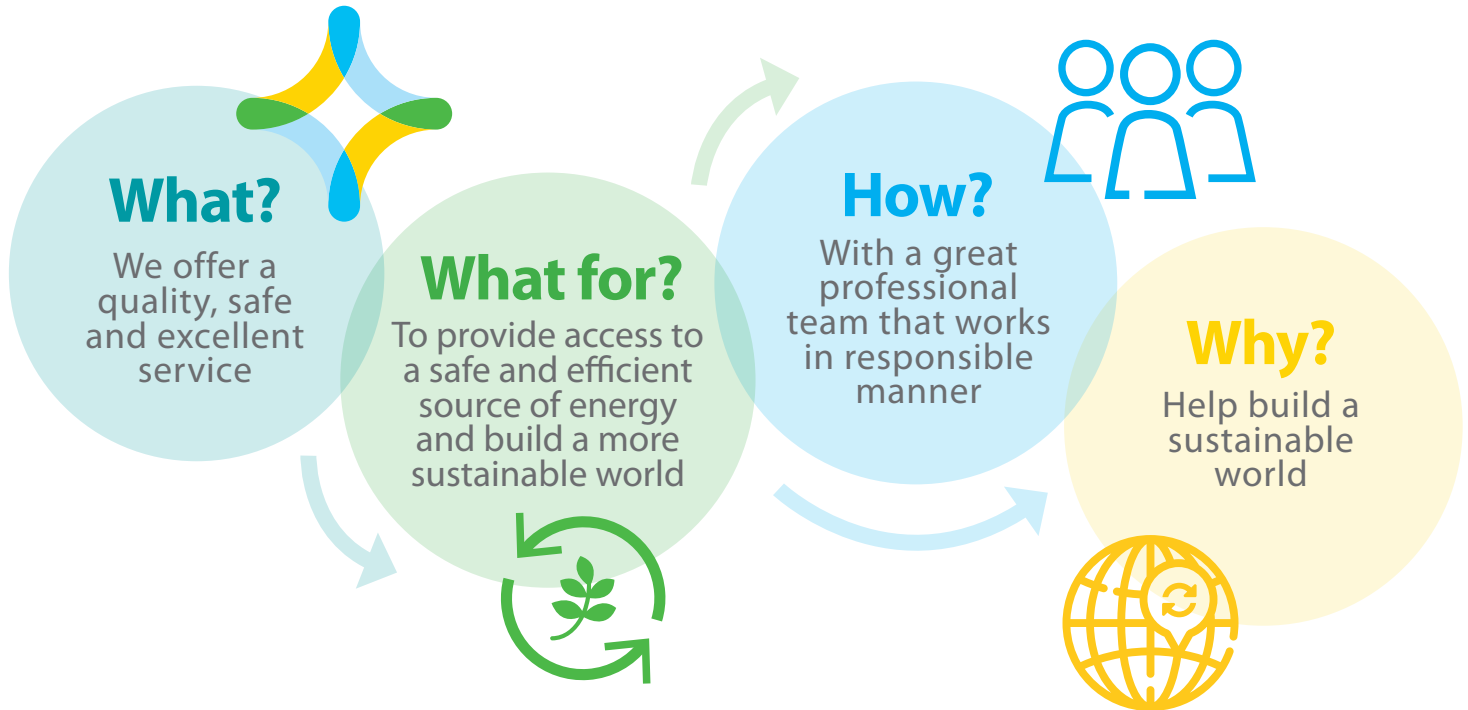 What?
We offer a
quality, safe
and excellent
service
What for?
To provide access to
a safe and efficient
source of energy
and build a more
sustainable world
How?
With a great
professional
team that works
in responsible
manner
Why?
Help build a
sustainable
world